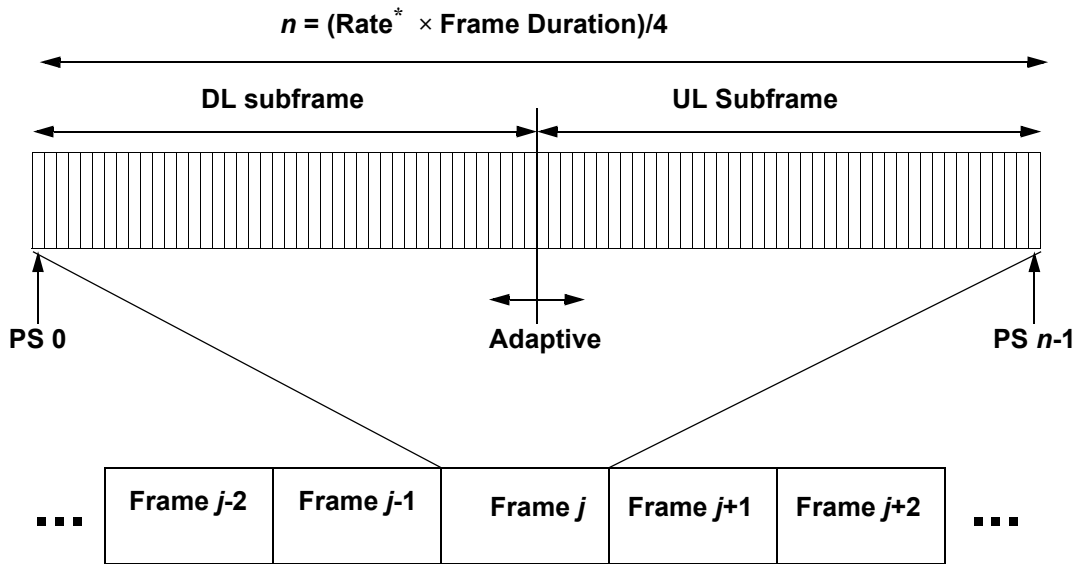 n = (Rate* × Frame Duration)/4
DL subframe
UL Subframe
PS 0
Adaptive
PS n-1
... Frame j-2 Frame j-1 Frame j Frame j+1 Frame j+2 ...